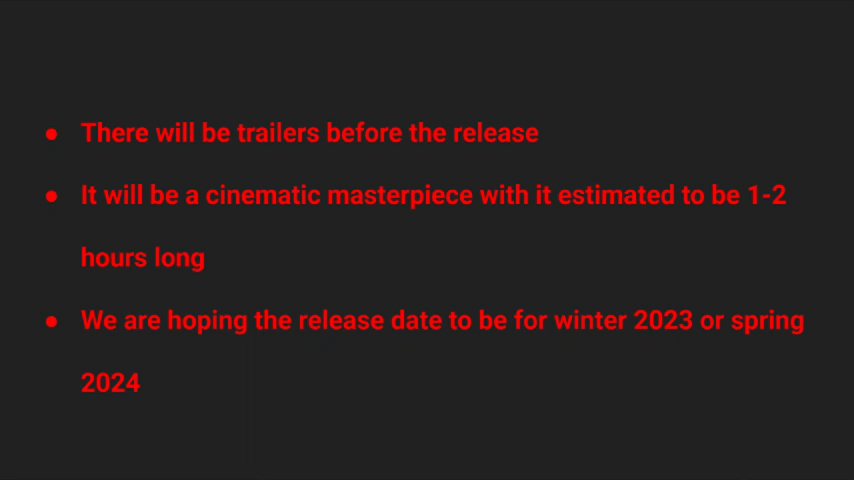 ● There will be trailers before the release
● It will be a cinematic masterpiece with it estimated to be 1-2
hours long
● We are hoping the release date to be for winter 2023 or spring
2024